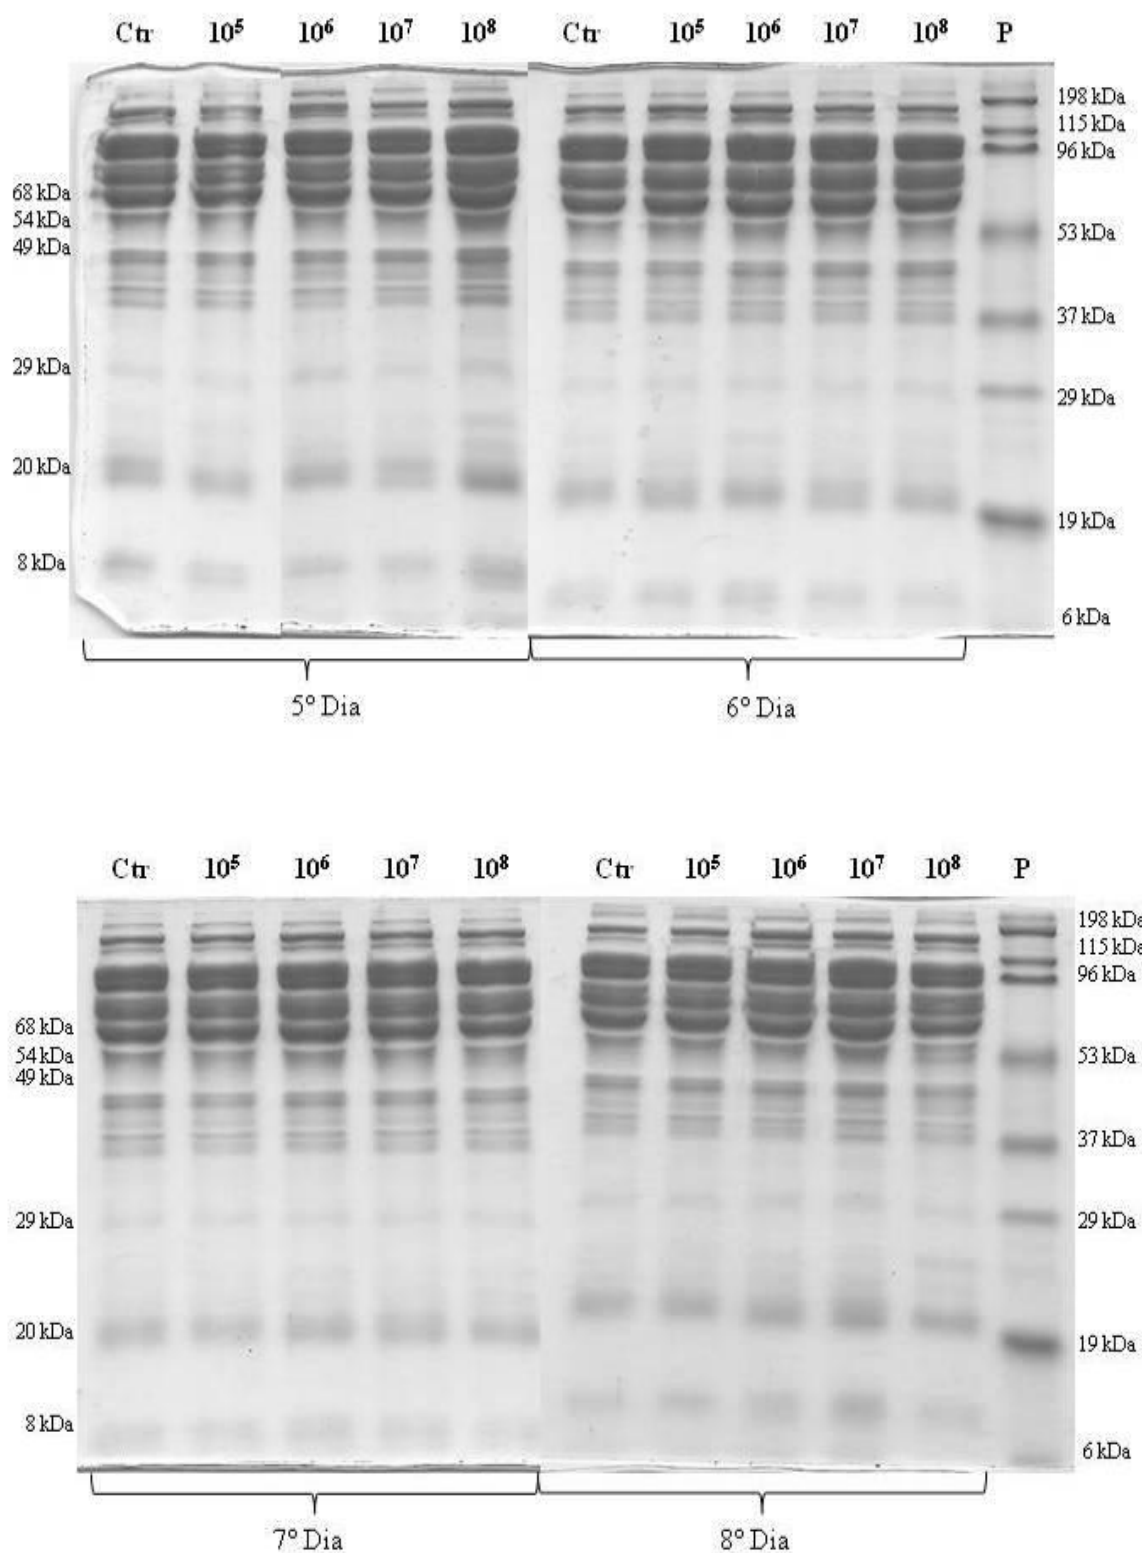 Ctr 10⁵ 10⁶ 10⁷ 10⁸ Ctr 10⁵ 10⁶ 10⁷ 10⁸ P
198 kDa
115 kDa
96 kDa
68 kDa
54 kDa
53 kDa
49 kDa
37 kDa
29 kDa
29 kDa
20 kDa
19 kDa
8 kDa
6 kDa
5º Dia 6º Dia
Ctr 10⁵ 10⁶ 10⁷ 10⁸ Ctr 10⁵ 10⁶ 10⁷ 10⁸ P
198 kDa
115 kDa
96 kDa
68 kDa
54 kDa
53 kDa
49 kDa
37 kDa
29 kDa
29 kDa
20 kDa
19 kDa
8 kDa
6 kDa
7º Dia 8º Dia